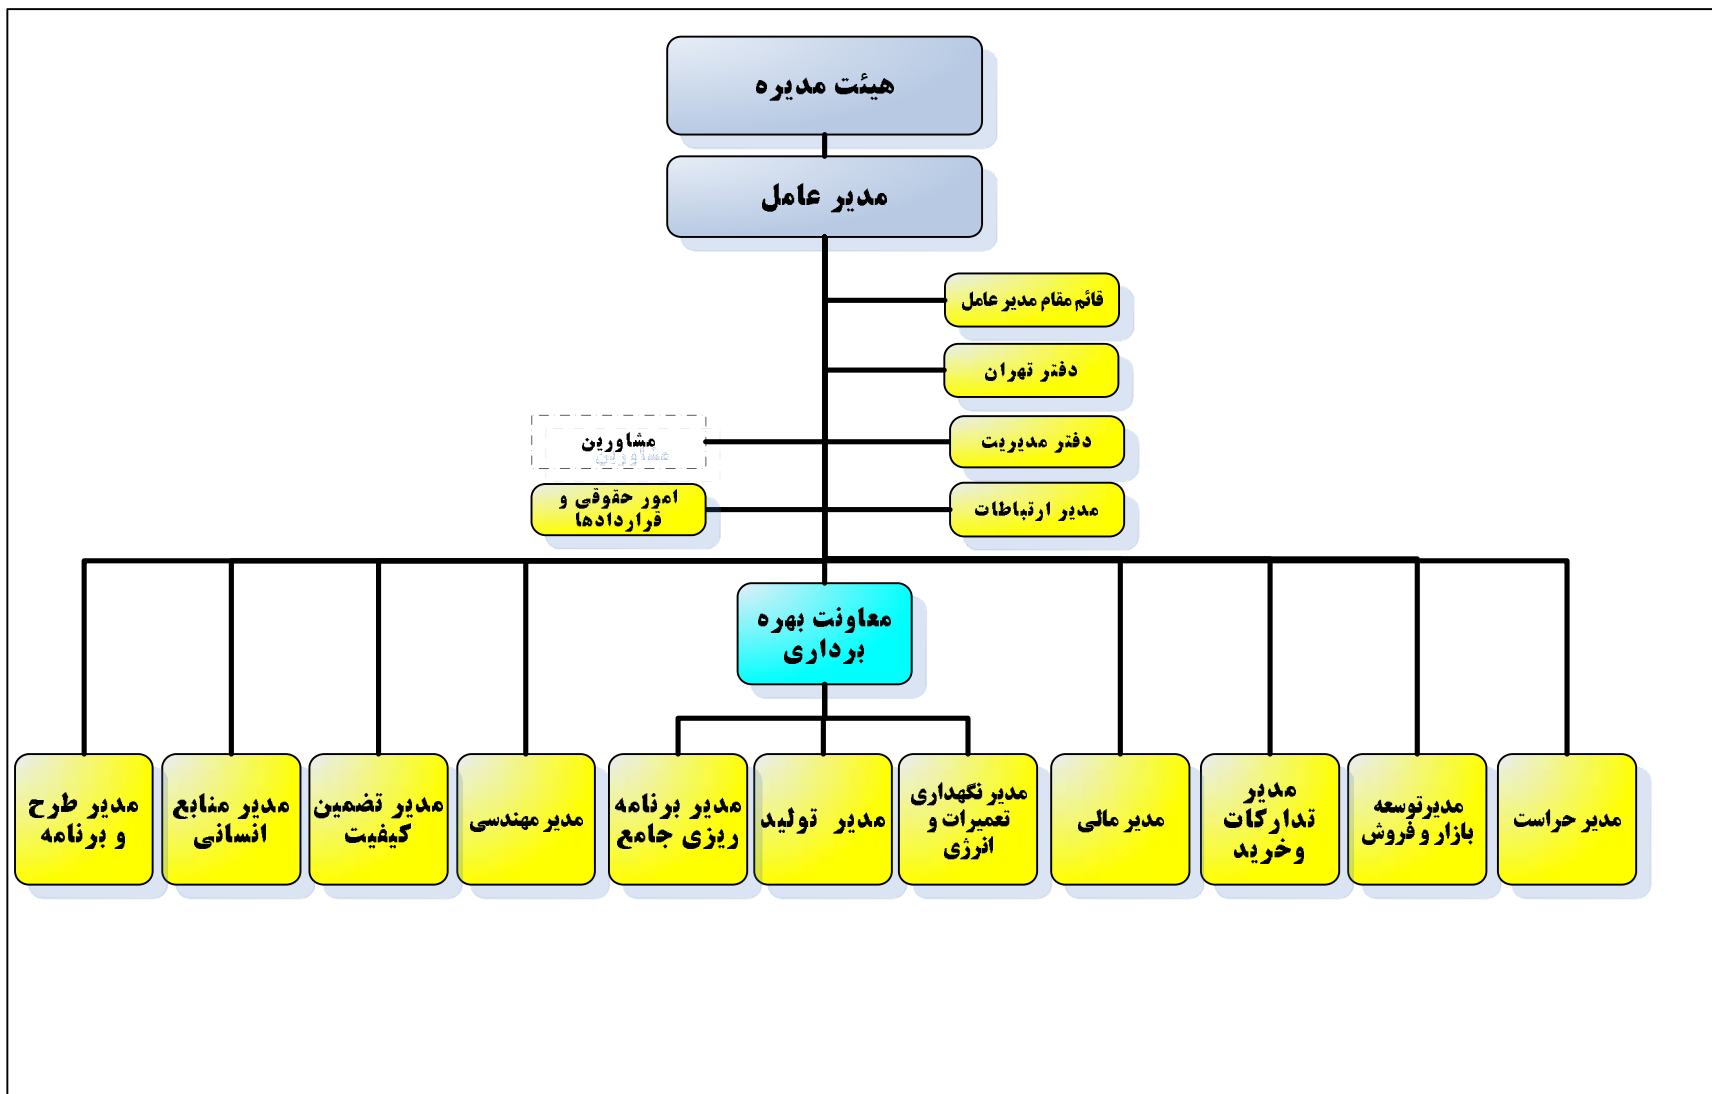 هیئت مدیره
مدیر عامل
قائم مقام مدیر عامل
دفتر تهران
دفتر مدیریت
مشاورین
مدیر ارتباطات
امور حقوقی و
قراردادها
معاونت بهره
برداری
مدیر حراست
مدیرتوسعه
بازار و فروش
مدیر
تدارکات
وخرید
مدیر مالی
مدیر نگهداری
تعمیرات و
انرژی
مدیر تولید
مدیر برنامه
ریزی جامع
مدیر مهندسی
مدیر تضمین
کیفیت
مدیر منابع
انسانی
مدیر طرح
و برنامه